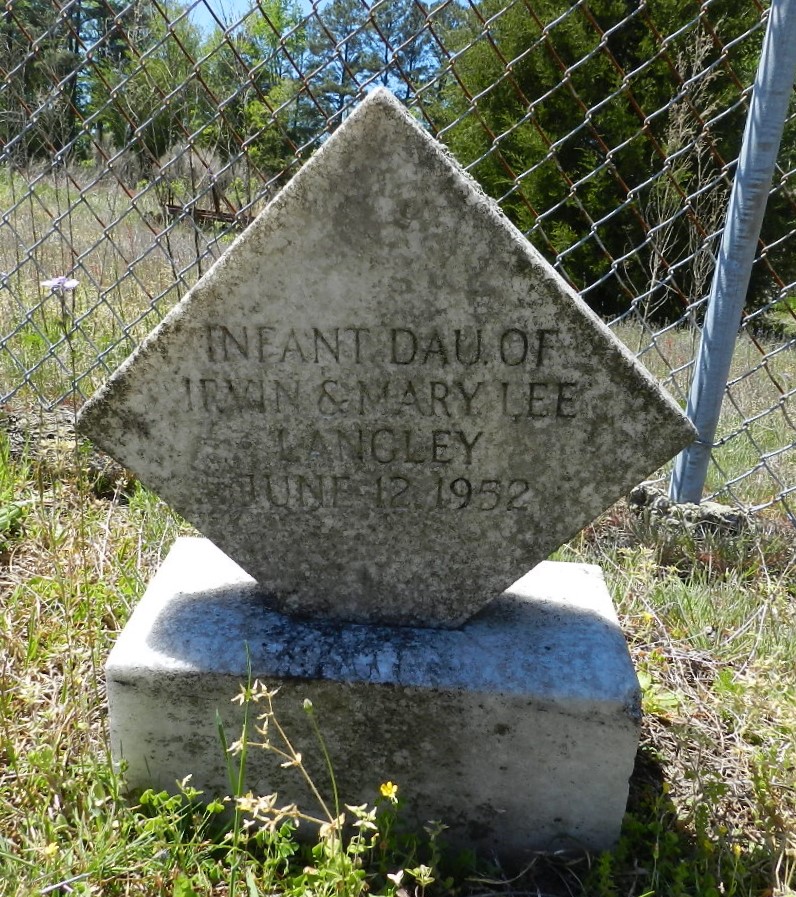 INFANT DAU. OF
IRVIN & MARY LEE
LANGLEY
JUNE 12, 1952